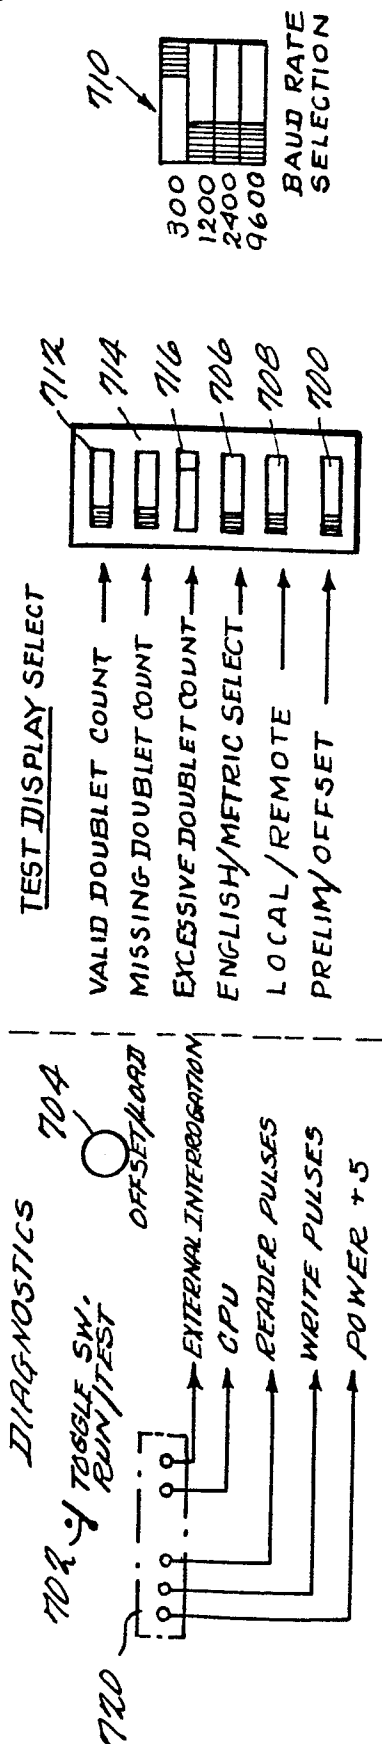 DIAGNOSTICS
702
TOGGLE SW.
RUN/TEST
704
OFFSET/LOAD
720
EXTERNAL INTERROGATION
CPU
READER PULSES
WRITE PULSES
POWER +5
TEST DISPLAY SELECT
VALID DOUBLET COUNT
MISSING DOUBLET COUNT
EXCESSIVE DOUBLET COUNT
ENGLISH/METRIC SELECT
LOCAL/REMOTE
PRELIM/OFFSET
712
714
716
706
708
700
710
300
1200
2400
9600
BAUD RATE
SELECTION